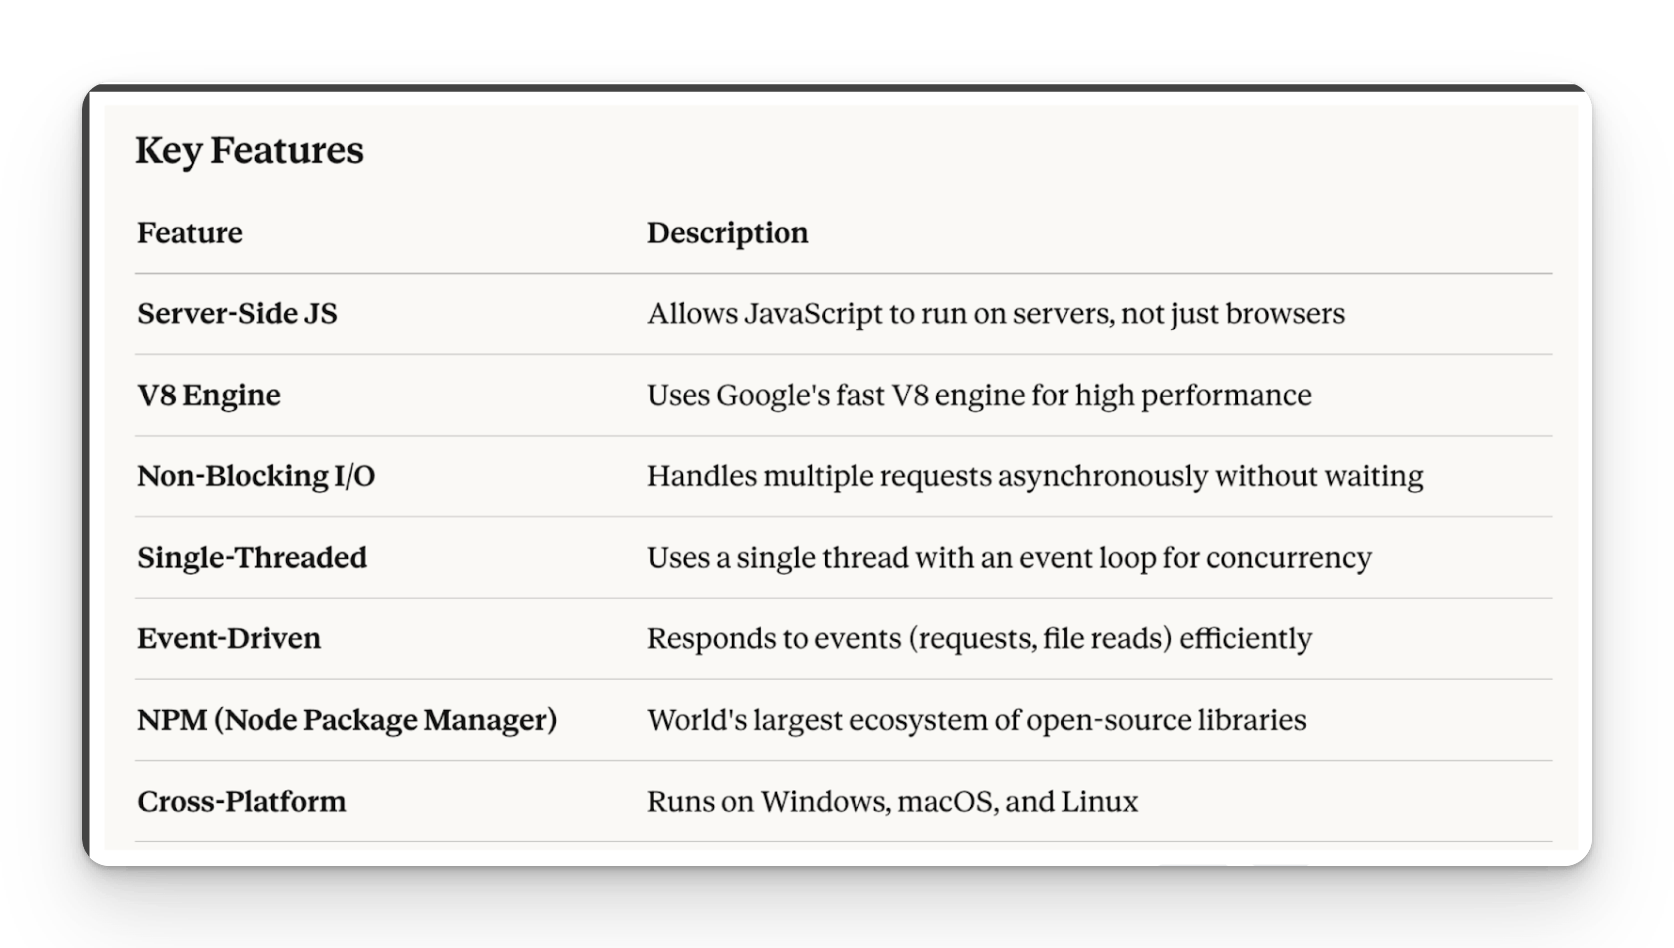 Key Features
Feature Description
Server-Side JS Allows JavaScript to run on servers, not just browsers
V8 Engine Uses Google's fast V8 engine for high performance
Non-Blocking I/O Handles multiple requests asynchronously without waiting
Single-Threaded Uses a single thread with an event loop for concurrency
Event-Driven Responds to events (requests, file reads) efficiently
NPM (Node Package Manager) World's largest ecosystem of open-source libraries
Cross-Platform Runs on Windows, macOS, and Linux